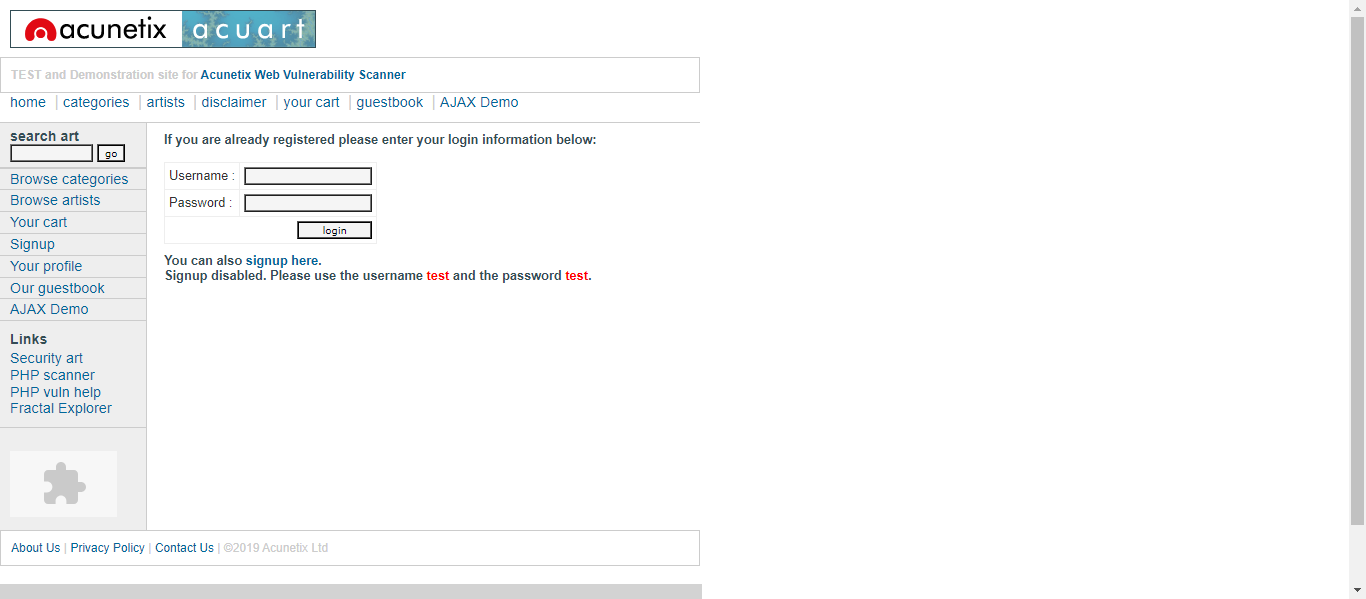 acunetix acuart
TEST and Demonstration site for Acunetix Web Vulnerability Scanner
home | categories | artists | disclaimer | your cart | guestbook | AJAX Demo
search art
go
Browse categories
Browse artists
Your cart
Signup
Your profile
Our guestbook
AJAX Demo
Links
Security art
PHP scanner
PHP vuln help
Fractal Explorer
If you are already registered please enter your login information below:
Username :
Password :
login
You can also signup here.
Signup disabled. Please use the username test and the password test.
About Us | Privacy Policy | Contact Us | ©2019 Acunetix Ltd